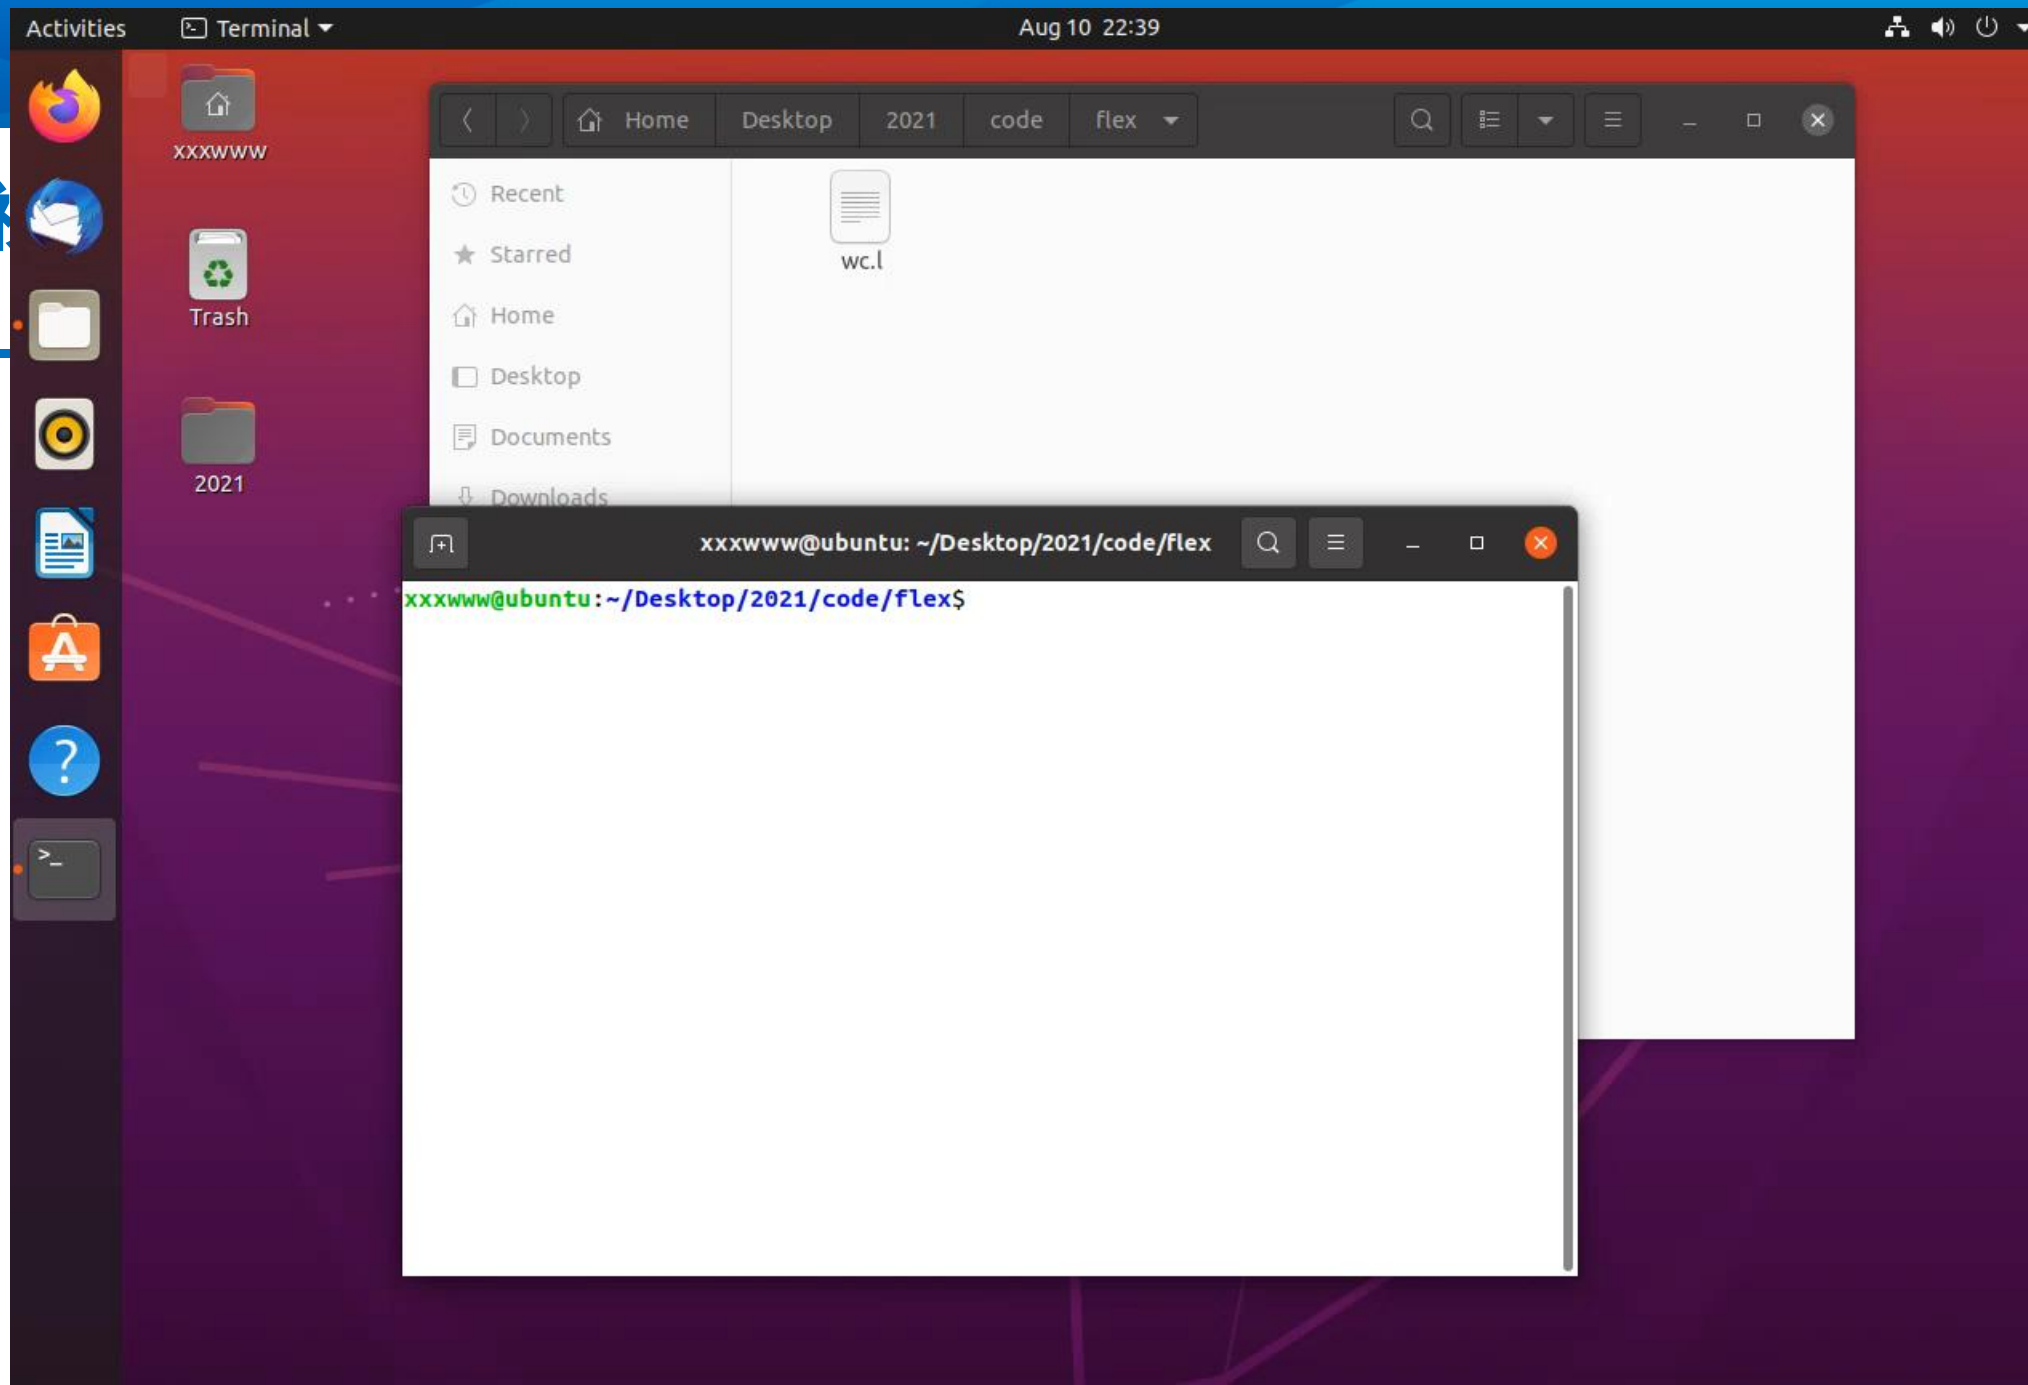 Activities Terminal Aug 10 22:39
xxxwww
Trash
2021
Home Desktop 2021 code flex
Recent
Starred
Home
Desktop
Documents
Downloads
wc.l
xxxwww@ubuntu: ~/Desktop/2021/code/flex
xxxwww@ubuntu:~/Desktop/2021/code/flex$